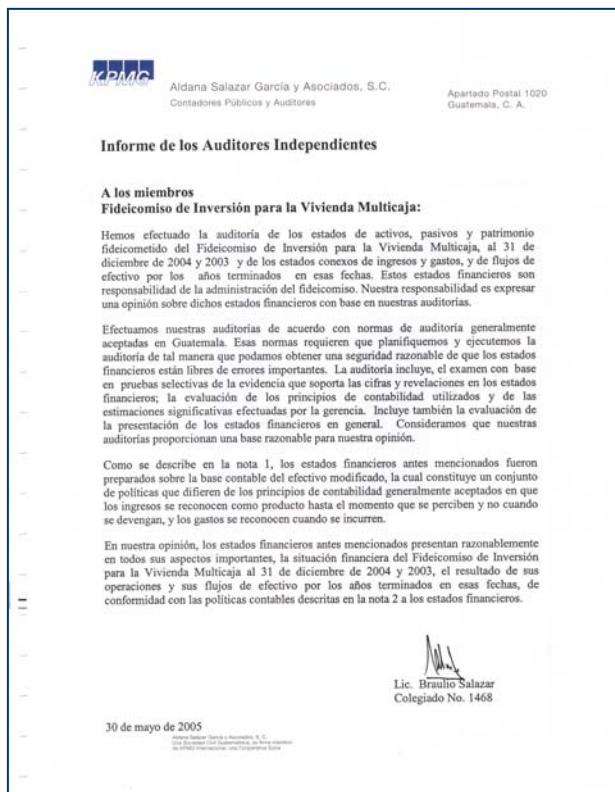 KPMG
Aldana Salazar García y Asociados, S.C.
Contadores Públicos y Auditores
Apartado Postal 1020
Guatemala, C. A.
Informe de los Auditores Independientes
A los miembros
Fideicomiso de Inversión para la Vivienda Multicaja:
Hemos efectuado la auditoría de los estados de activos, pasivos y patrimonio
fideicometido del Fideicomiso de Inversión para la Vivienda Multicaja, al 31 de
diciembre de 2004 y 2003 y de los estados conexos de ingresos y gastos, y de flujos de
efectivo por los años terminados en esas fechas. Estos estados financieros son
responsabilidad de la administración del fideicomiso. Nuestra responsabilidad es expresar
una opinión sobre dichos estados financieros con base en nuestras auditorías.
Efectuamos nuestras auditorías de acuerdo con normas de auditoría generalmente
aceptadas en Guatemala. Esas normas requieren que planifiquemos y ejecutemos la
auditoría de tal manera que podamos obtener una seguridad razonable de que los estados
financieros están libres de errores importantes. La auditoría incluye, el examen con base
en pruebas selectivas de la evidencia que soporta las cifras y revelaciones en los estados
financieros; la evaluación de los principios de contabilidad utilizados y de las
estimaciones significativas efectuadas por la gerencia. Incluye también la evaluación de
la presentación de los estados financieros en general. Consideramos que nuestras
auditorías proporcionan una base razonable para nuestra opinión.
Como se describe en la nota 1, los estados financieros antes mencionados fueron
preparados sobre la base contable del efectivo modificado, la cual constituye un conjunto
de políticas que difieren de los principios de contabilidad generalmente aceptados en que
los ingresos se reconocen como producto hasta el momento que se perciben y no cuando
se devengan, y los gastos se reconocen cuando se incurren.
En nuestra opinión, los estados financieros antes mencionados presentan razonablemente
en todos sus aspectos importantes, la situación financiera del Fideicomiso de Inversión
para la Vivienda Multicaja al 31 de diciembre de 2004 y 2003, el resultado de sus
operaciones y sus flujos de efectivo por los años terminados en esas fechas, de
conformidad con las políticas contables descritas en la nota 2 a los estados financieros.
Lic. Braulio Salazar
Colegiado No. 1468
30 de mayo de 2005
Aldana Salazar García y Asociados, S. C.
Una Sociedad Civil Guatemalteca, es firma miembro
de KPMG Internacional, una Cooperativa Suiza